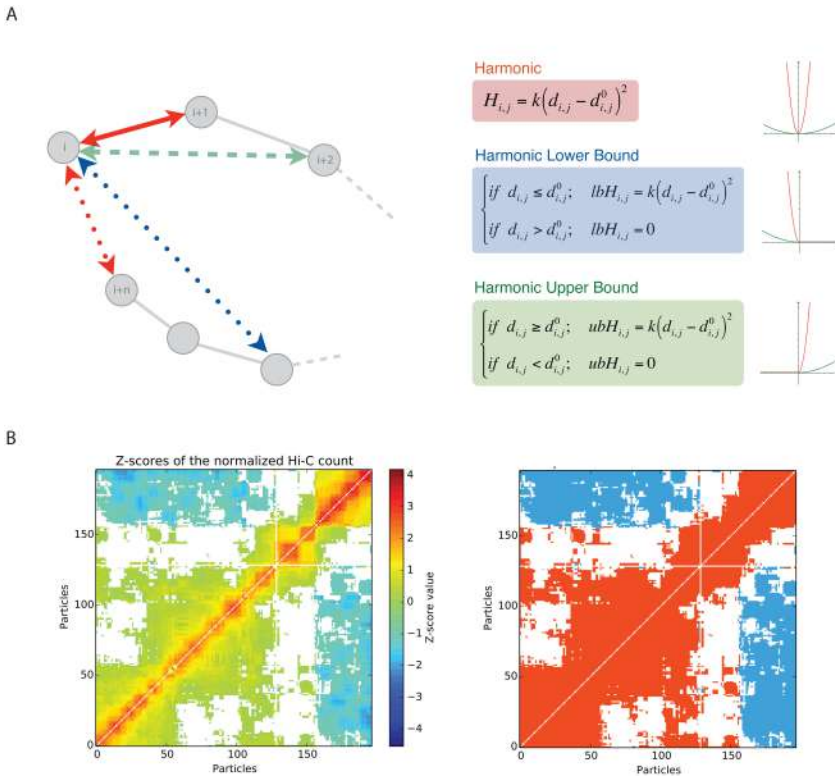 A
i
i+1
i+2
i+n
Harmonic
H_{i,j} = k(d_{i,j} − d^0_{i,j})^2
Harmonic Lower Bound
if d_{i,j} ≤ d^0_{i,j}; lbH_{i,j} = k(d_{i,j} − d^0_{i,j})^2
if d_{i,j} > d^0_{i,j}; lbH_{i,j} = 0
Harmonic Upper Bound
if d_{i,j} ≥ d^0_{i,j}; ubH_{i,j} = k(d_{i,j} − d^0_{i,j})^2
if d_{i,j} < d^0_{i,j}; ubH_{i,j} = 0
B
Z-scores of the normalized Hi-C count
Particles
150
100
50
0
0 50 100 150
Particles
4
3
2
1
0
−1
−2
−3
−4
Z-score value
Particles
150
100
50
0
0 50 100 150
Particles